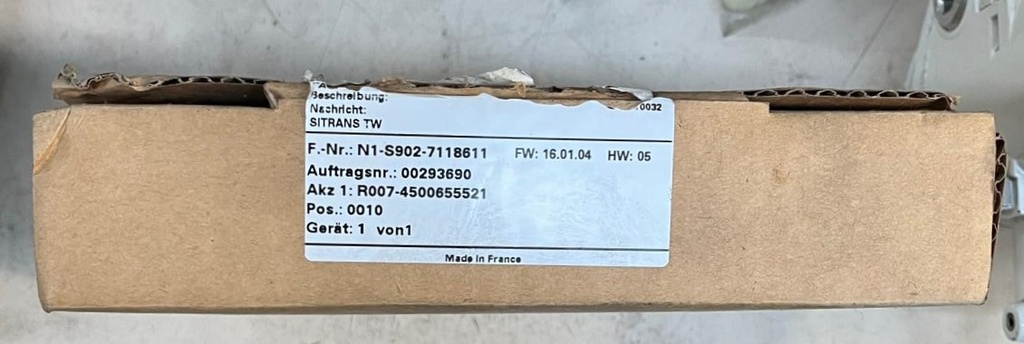 Beschreibung:
Nachricht: 0032
SITRANS TW
F.-Nr.: N1-S902-7118611 FW: 16.01.04 HW: 05
Auftragsnr.: 00293690
Akz 1: R007-4500655521
Pos.: 0010
Gerät: 1 von1
Made in France